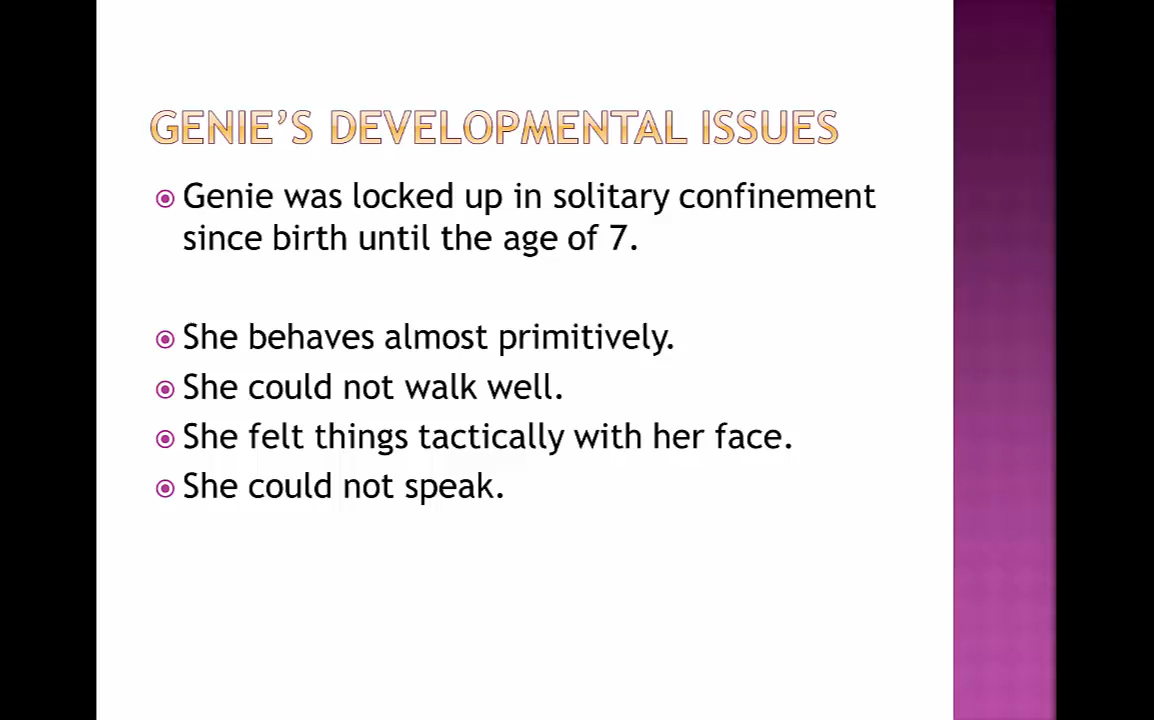 GENIE'S DEVELOPMENTAL ISSUES
Genie was locked up in solitary confinement
since birth until the age of 7.
She behaves almost primitively.
She could not walk well.
She felt things tactically with her face.
She could not speak.